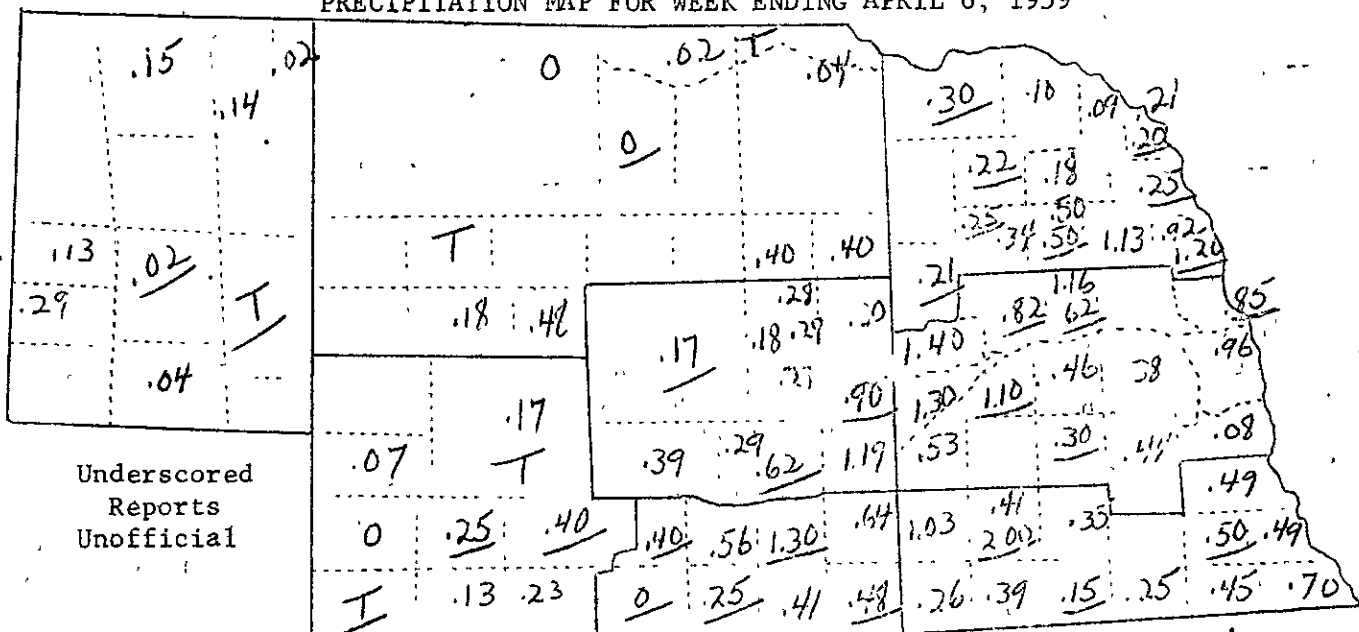 PRECIPITATION MAP FOR WEEK ENDING APRIL 6, 1959
.15 .02 0 .02 T .04
.14 .30 .10 .09 .21
0 .20
.22 .18 .25
.13 .02 T .40 .40 .25 .34 .50 .50 1.13 .92 1.20
.29 T .18 .28 .21 1.16 .85
.17 .18 .29 1.40 .82 .62 .96
.04 .90 1.30 1.10 .46 .38
.17 .08
.07 T .39 .29 .62 1.19 .53 .30
Underscored
Reports
Unofficial
.49
0 .25 .40 .40 .56 1.30 .64 1.03 .41 .35 .50 .49
T .13 .23 0 .25 .41 .48 .26 .39 .15 .25 .45 .70